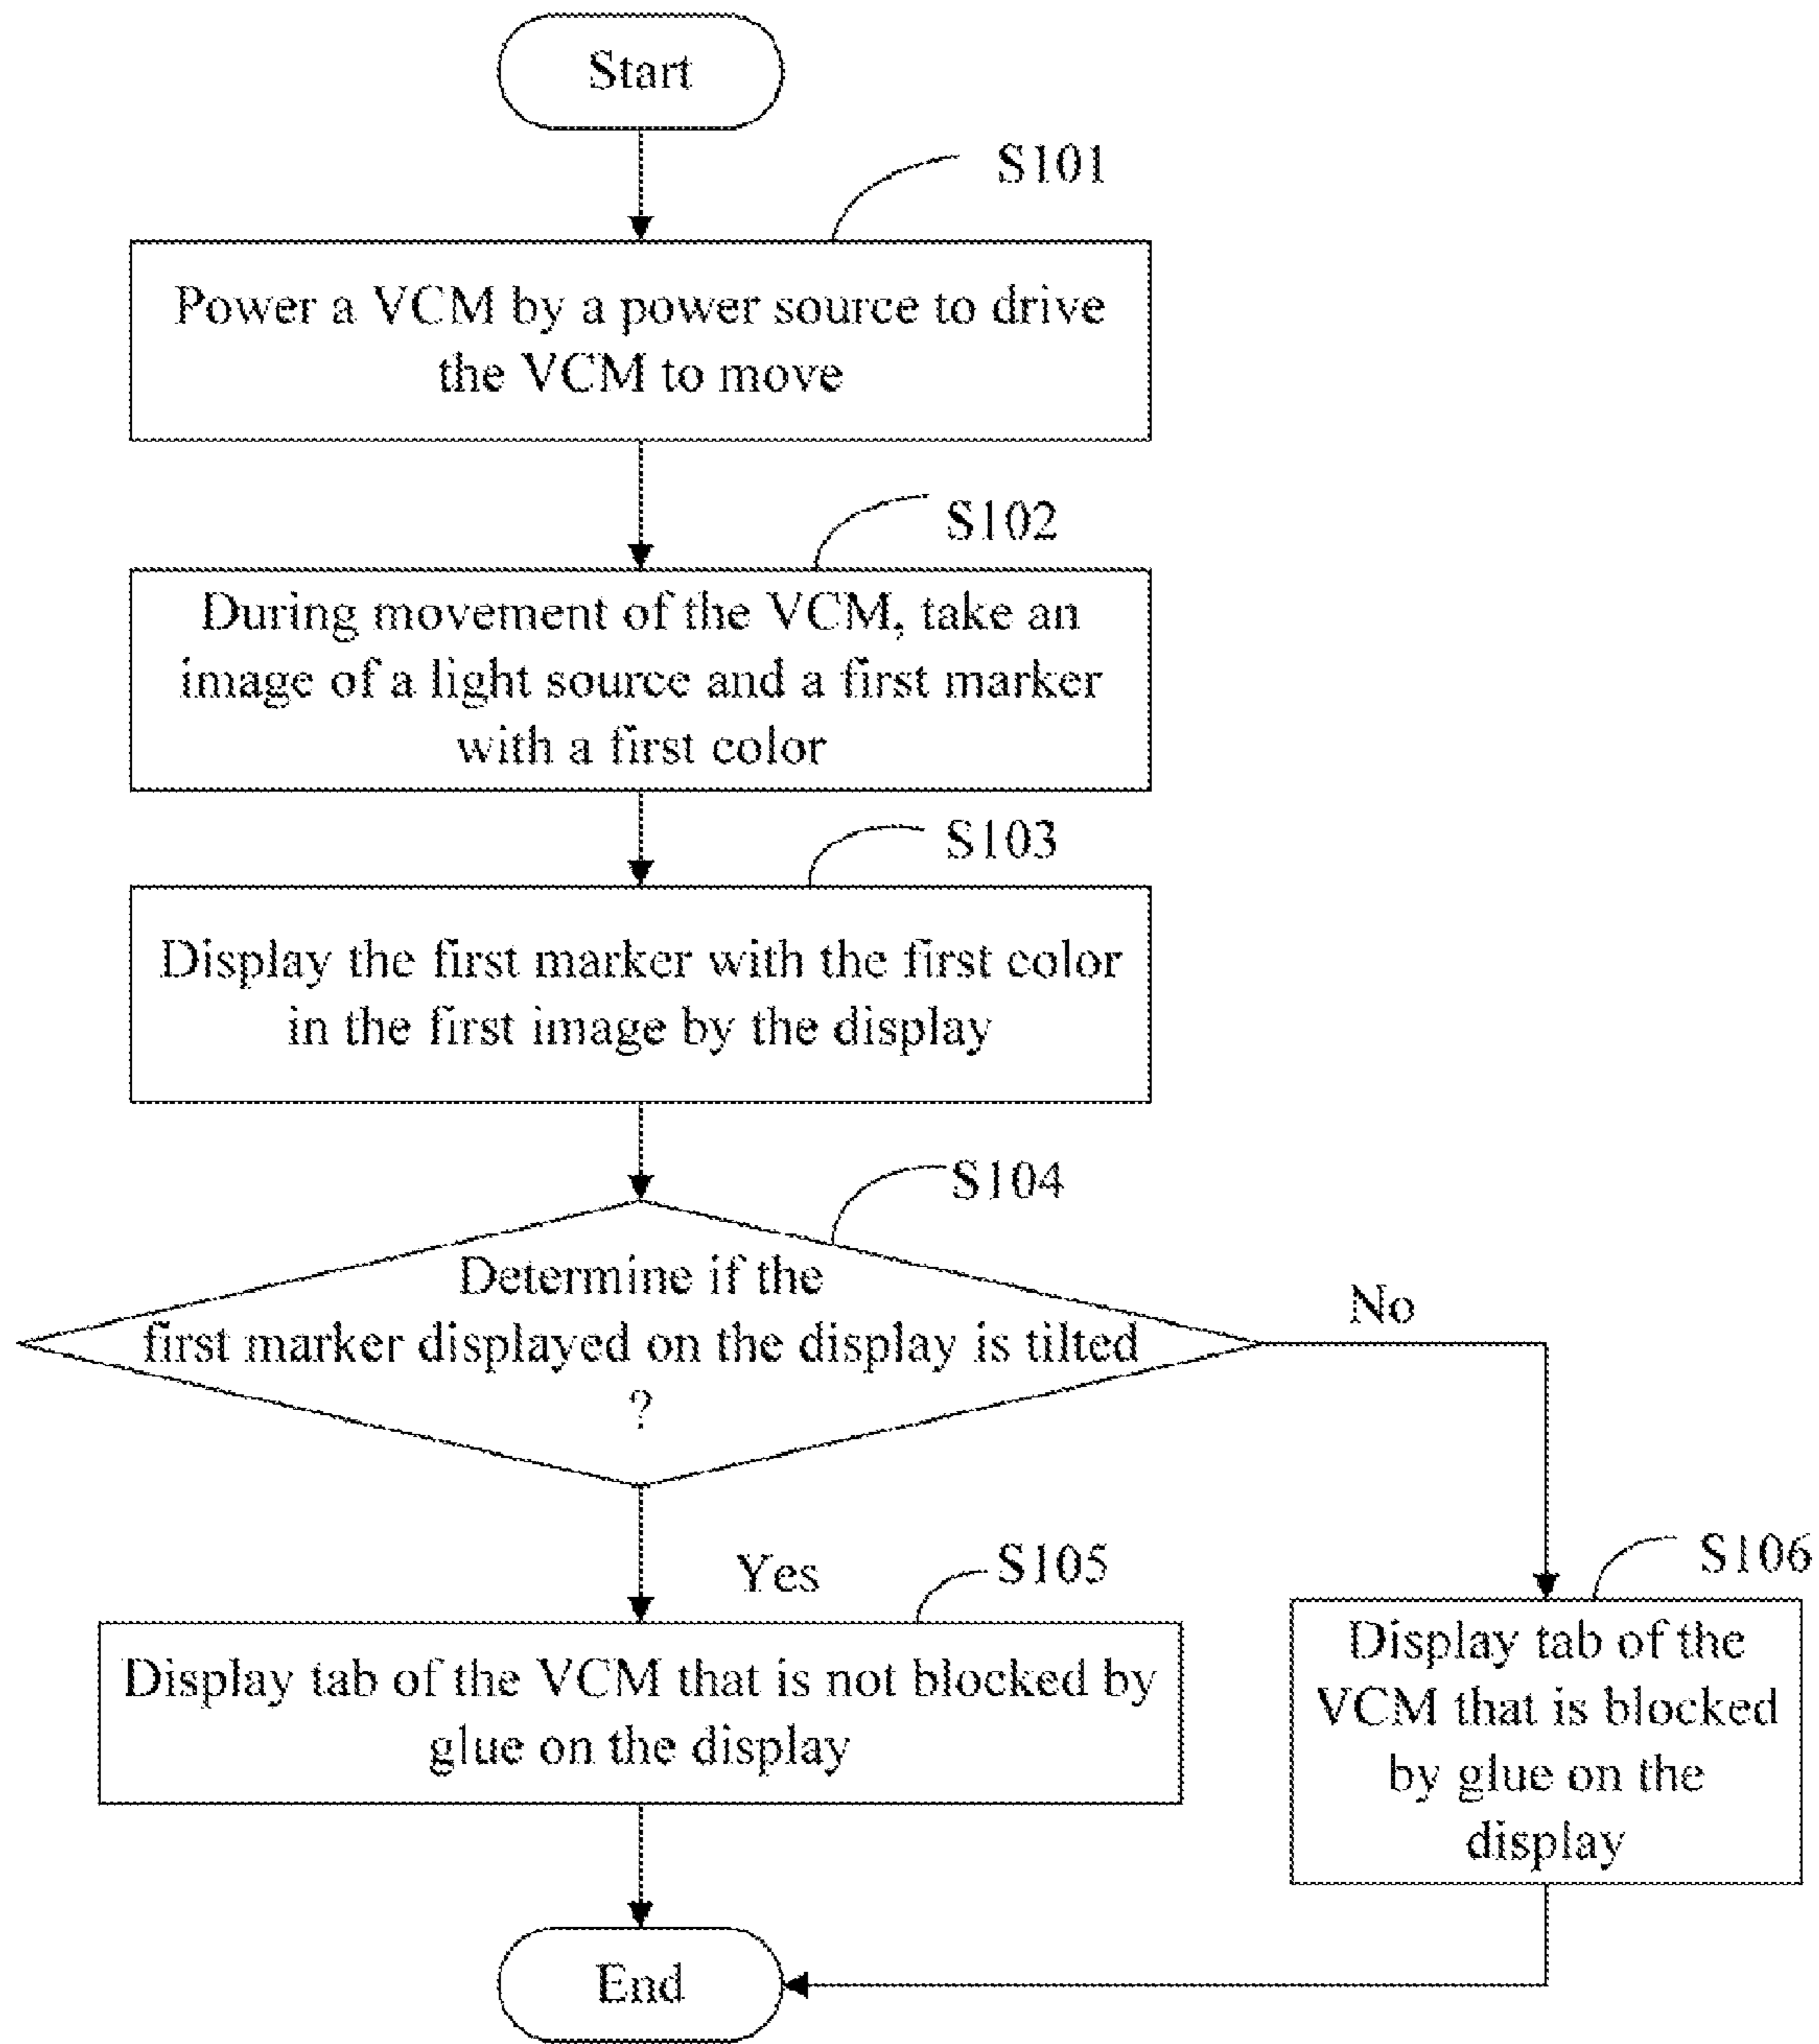 Start
S101
Power a VCM by a power source to drive
the VCM to move
S102
During movement of the VCM, take an
image of a light source and a first marker
with a first color
S103
Display the first marker with the first color
in the first image by the display
S104
Determine if the
first marker displayed on the display is tilted
?
No
Yes
S105
Display tab of the VCM that is not blocked by
glue on the display
S106
Display tab of the
VCM that is blocked
by glue on the
display
End